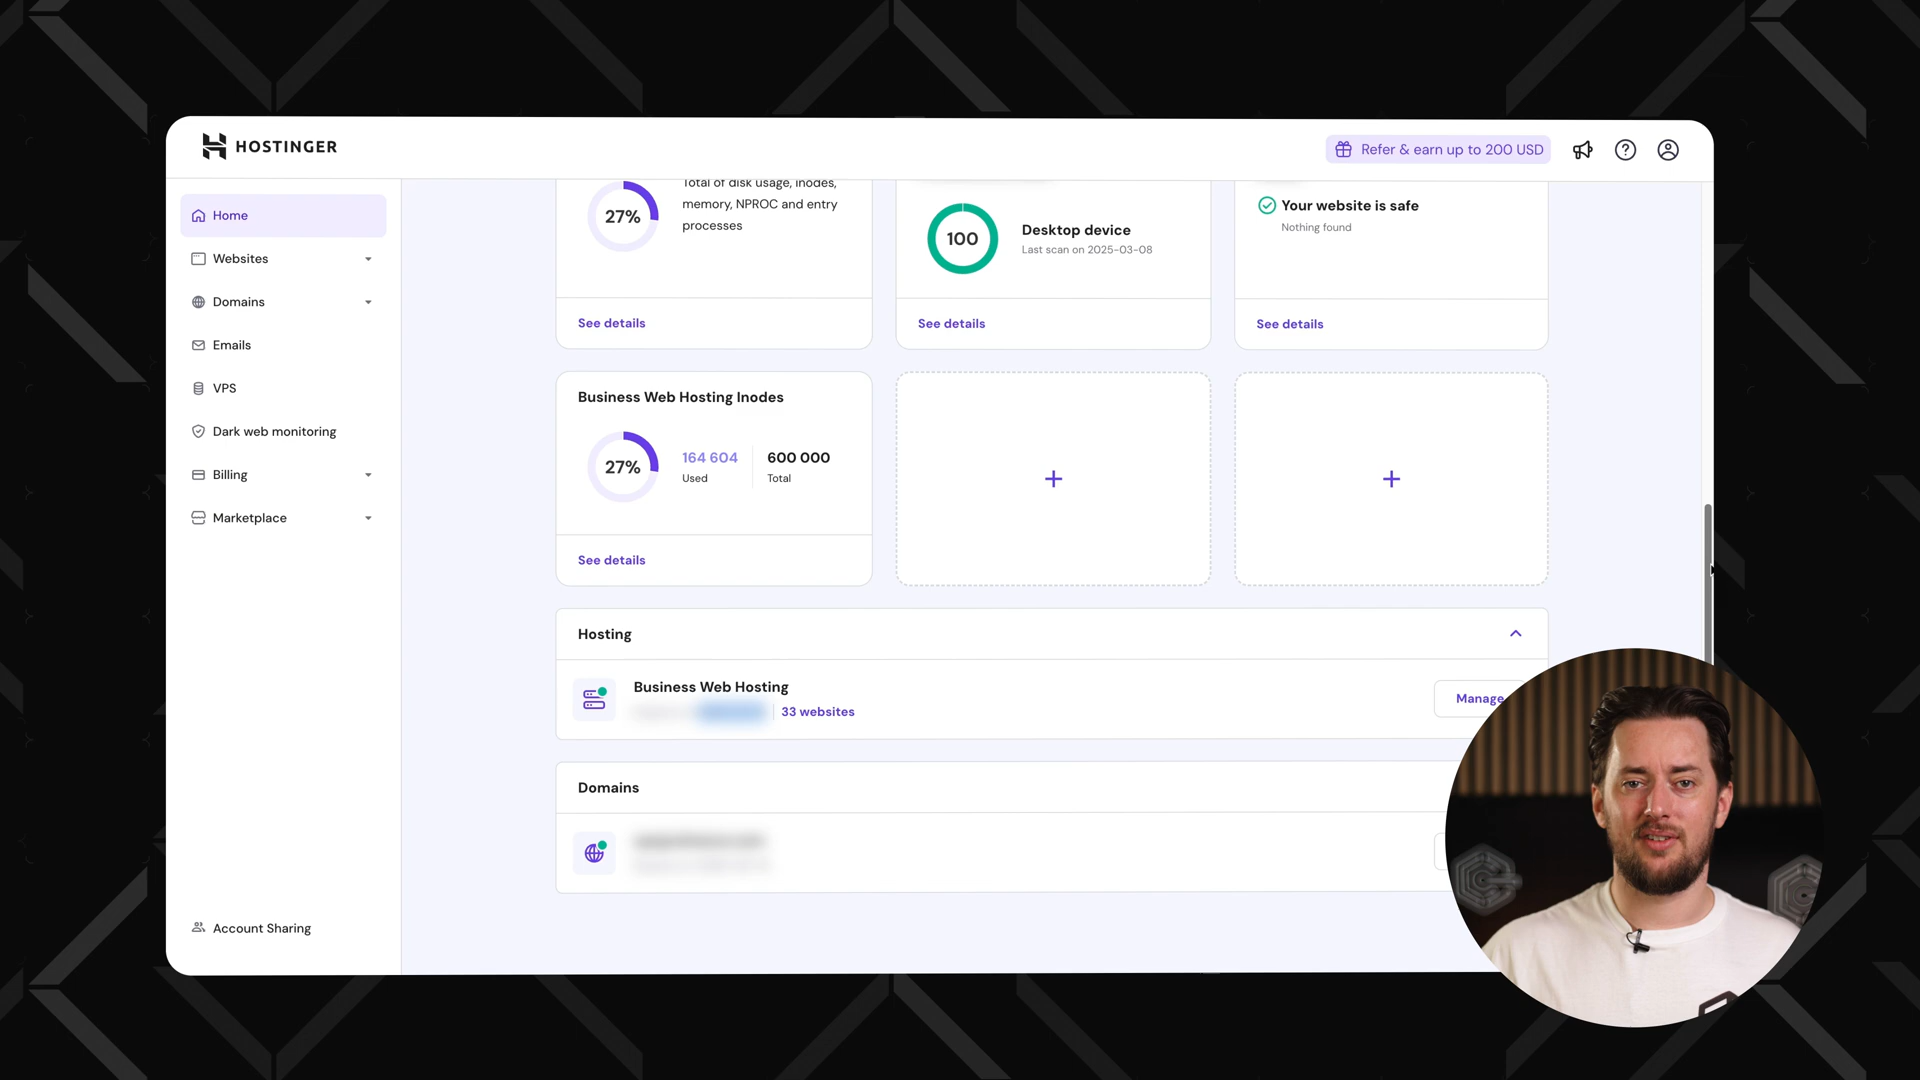 HOSTINGER
Refer & earn up to 200 USD
Home
Websites
Domains
Emails
VPS
Dark web monitoring
Billing
Marketplace
Account Sharing
27%
Total of disk usage, inodes,
memory, NPROC and entry
processes
See details
100
Desktop device
Last scan on 2025-03-08
See details
Your website is safe
Nothing found
See details
Business Web Hosting Inodes
27%
164 604
Used
600 000
Total
See details
+
+
Hosting
Business Web Hosting
33 websites
Manage
Domains